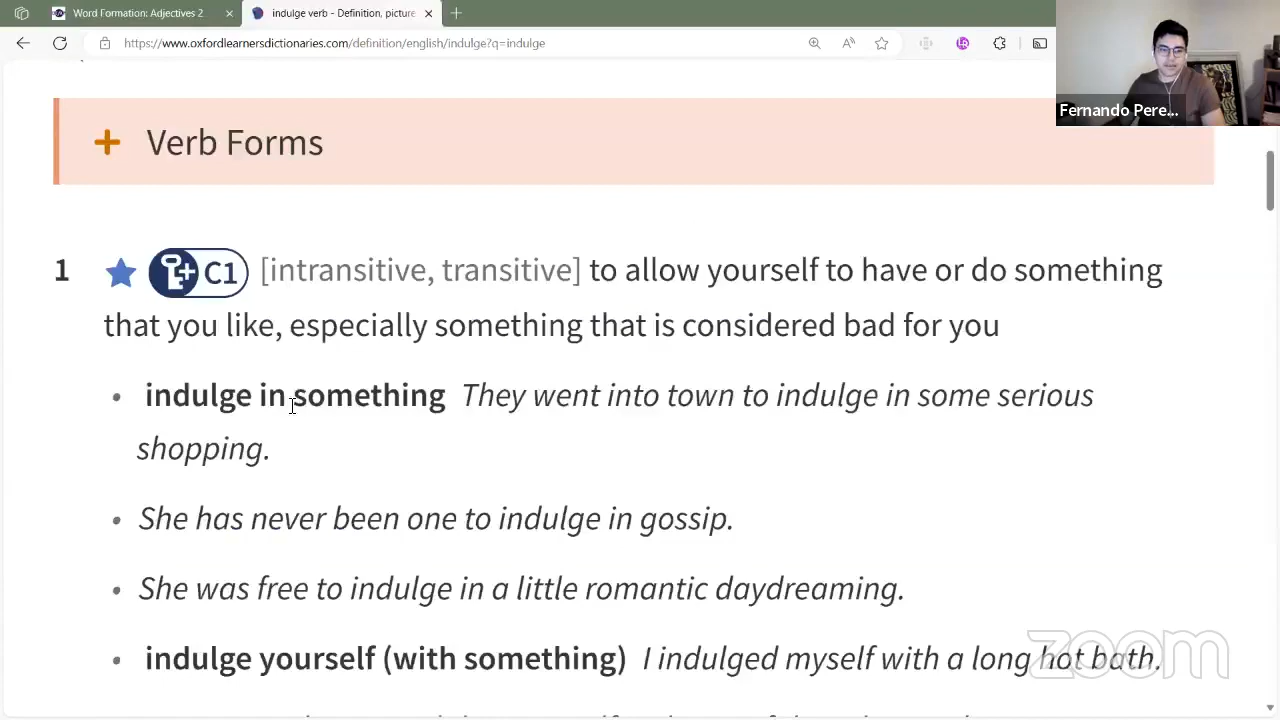 Word Formation: Adjectives 2
indulge verb - Definition, picture
https://www.oxfordlearnersdictionaries.com/definition/english/indulge?q=indulge
Fernando Pere...
Verb Forms
1 C1 [intransitive, transitive] to allow yourself to have or do something
that you like, especially something that is considered bad for you
• indulge in something They went into town to indulge in some serious
shopping.
• She has never been one to indulge in gossip.
• She was free to indulge in a little romantic daydreaming.
• indulge yourself (with something) I indulged myself with a long hot bath.
zoom